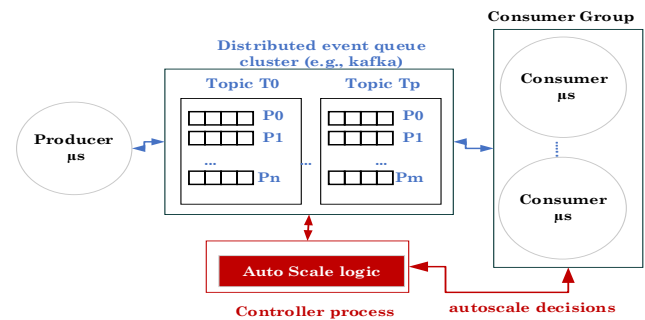 Consumer Group
Distributed event queue
cluster (e.g., kafka)
Topic T0
Topic Tp
Producer
µs
P0
P1
...
Pn
...
P0
P1
...
Pm
Consumer
µs
Consumer
µs
Auto Scale logic
Controller process
autoscale decisions